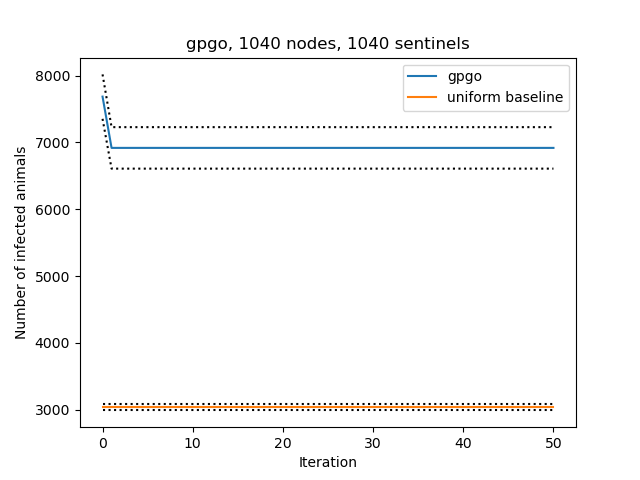 gpgo, 1040 nodes, 1040 sentinels
gpgo
uniform baseline
Number of infected animals
8000
7000
6000
5000
4000
3000
0 10 20 30 40 50
Iteration